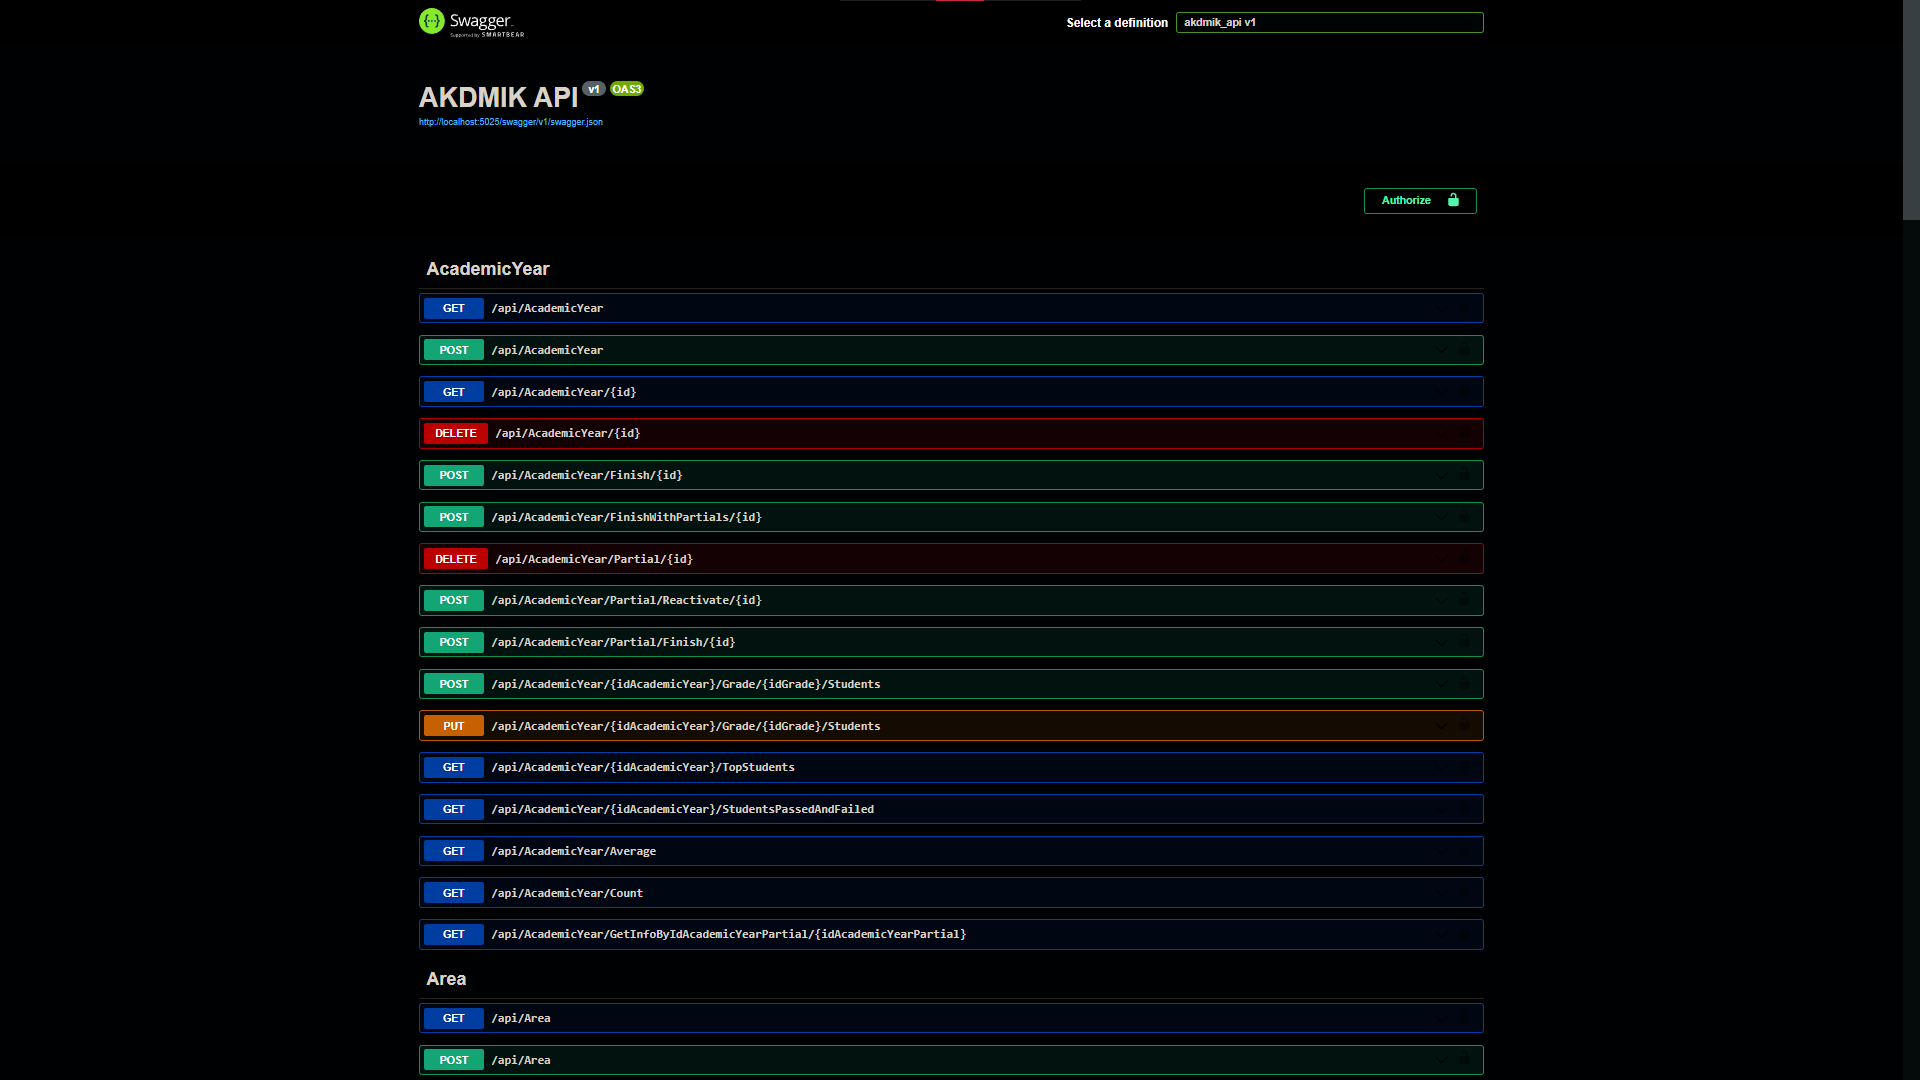 Swagger
Supported by SMARTBEAR
Select a definition
akdmik_api v1
AKDMIK API v1 OAS3
http://localhost:5025/swagger/v1/swagger.json
Authorize
AcademicYear
GET /api/AcademicYear
POST /api/AcademicYear
GET /api/AcademicYear/{id}
DELETE /api/AcademicYear/{id}
POST /api/AcademicYear/Finish/{id}
POST /api/AcademicYear/FinishWithPartials/{id}
DELETE /api/AcademicYear/Partial/{id}
POST /api/AcademicYear/Partial/Reactivate/{id}
POST /api/AcademicYear/Partial/Finish/{id}
POST /api/AcademicYear/{idAcademicYear}/Grade/{idGrade}/Students
PUT /api/AcademicYear/{idAcademicYear}/Grade/{idGrade}/Students
GET /api/AcademicYear/{idAcademicYear}/TopStudents
GET /api/AcademicYear/{idAcademicYear}/StudentsPassedAndFailed
GET /api/AcademicYear/Average
GET /api/AcademicYear/Count
GET /api/AcademicYear/GetInfoByIdAcademicYearPartial/{idAcademicYearPartial}
Area
GET /api/Area
POST /api/Area